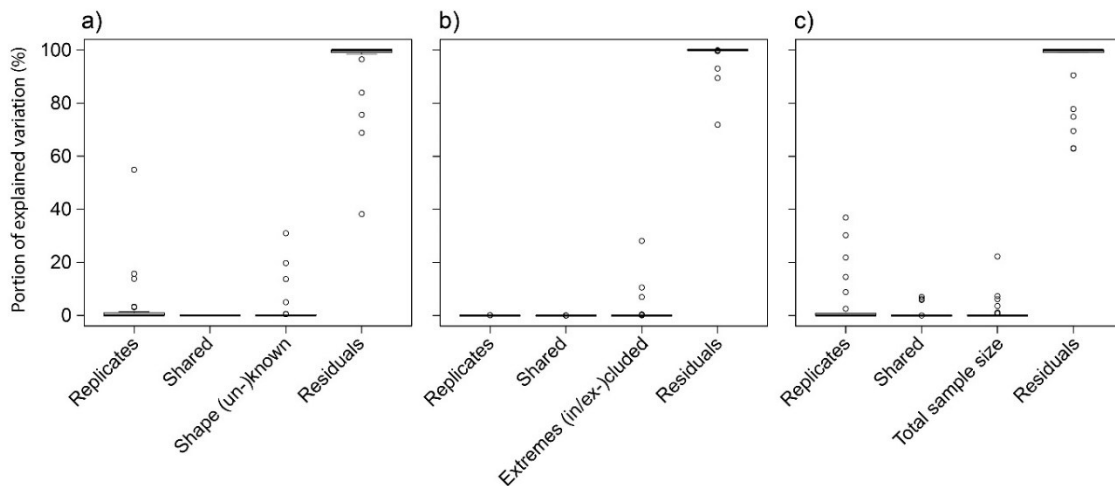 a)
b)
c)
Portion of explained variation (%)
100
80
60
40
20
0
Replicates
Shared
Shape (un-)known
Residuals
Replicates
Shared
Extremes (in/ex-)cluded
Residuals
Replicates
Shared
Total sample size
Residuals